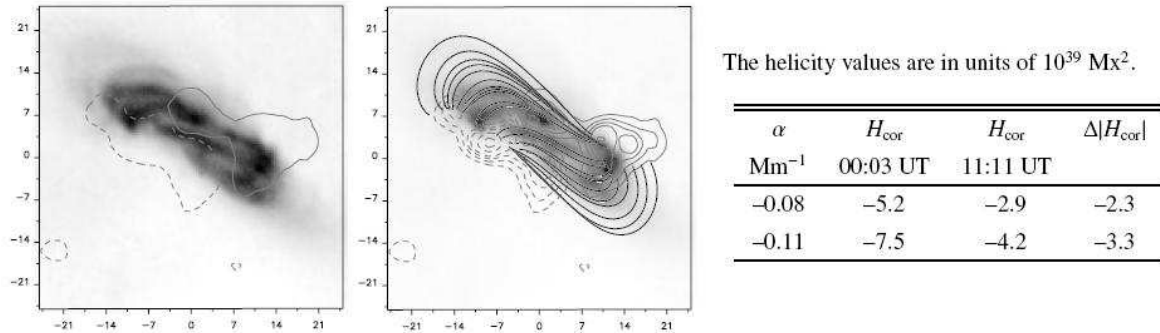 21
14
7
0
−7
−14
−21
−21 −14 −7 0 7 14 21
21
14
7
0
−7
−14
−21
−21 −14 −7 0 7 14 21
The helicity values are in units of 10³⁹ Mx².
α H_cor H_cor Δ|H_cor|
Mm⁻¹ 00:03 UT 11:11 UT
–0.08 –5.2 –2.9 –2.3
–0.11 –7.5 –4.2 –3.3